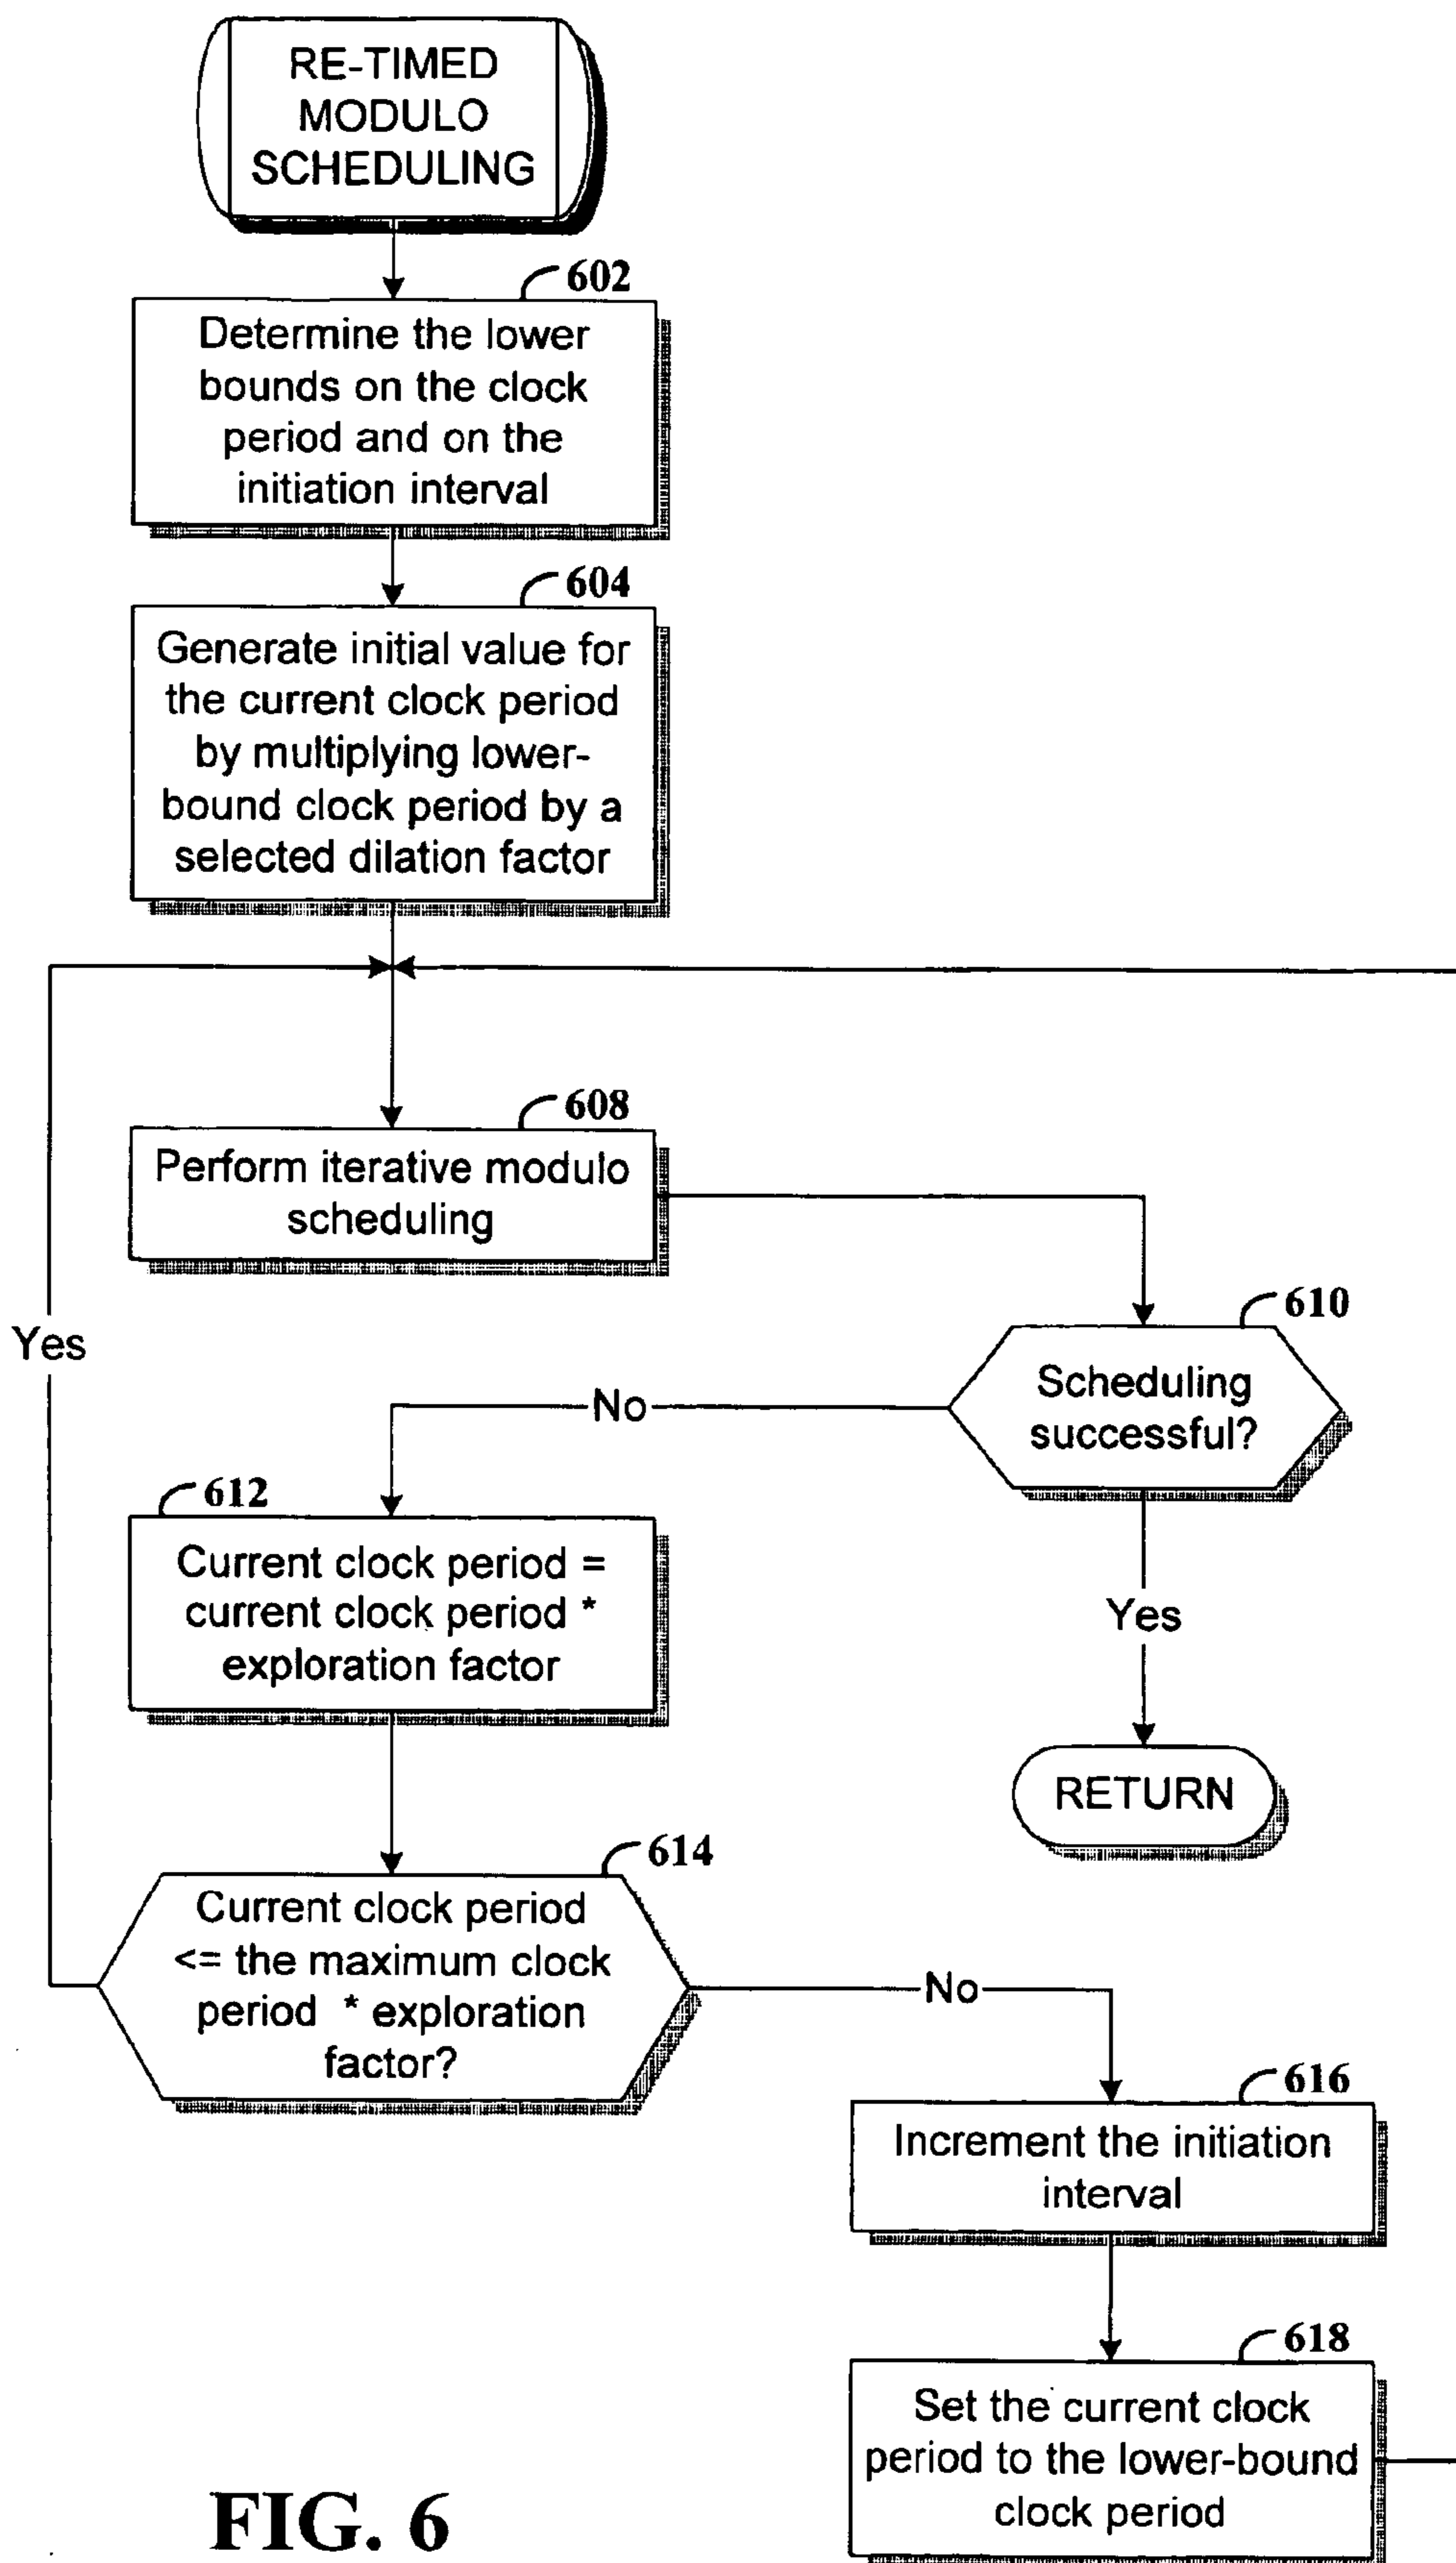 RE-TIMED
MODULO
SCHEDULING
602
Determine the lower
bounds on the clock
period and on the
initiation interval
604
Generate initial value for
the current clock period
by multiplying lower-
bound clock period by a
selected dilation factor
608
Perform iterative modulo
scheduling
610
Scheduling
successful?
Yes
No
612
Current clock period =
current clock period *
exploration factor
Yes
RETURN
614
Current clock period
<= the maximum clock
period * exploration
factor?
No
616
Increment the initiation
interval
618
Set the current clock
period to the lower-bound
clock period
FIG. 6